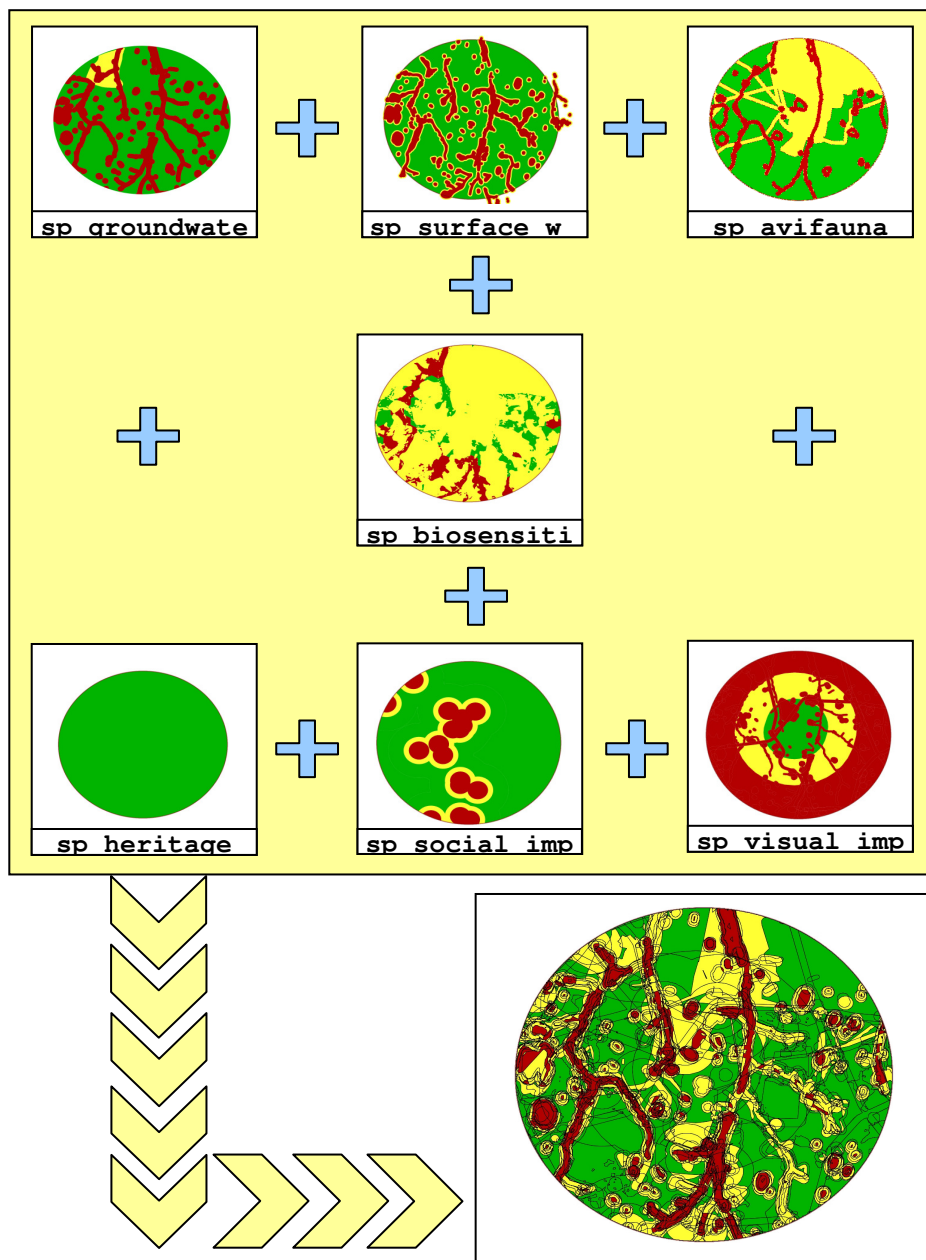 sp groundwate
sp surface w
sp avifauna
sp biosensiti
sp heritage
sp social imp
sp visual imp